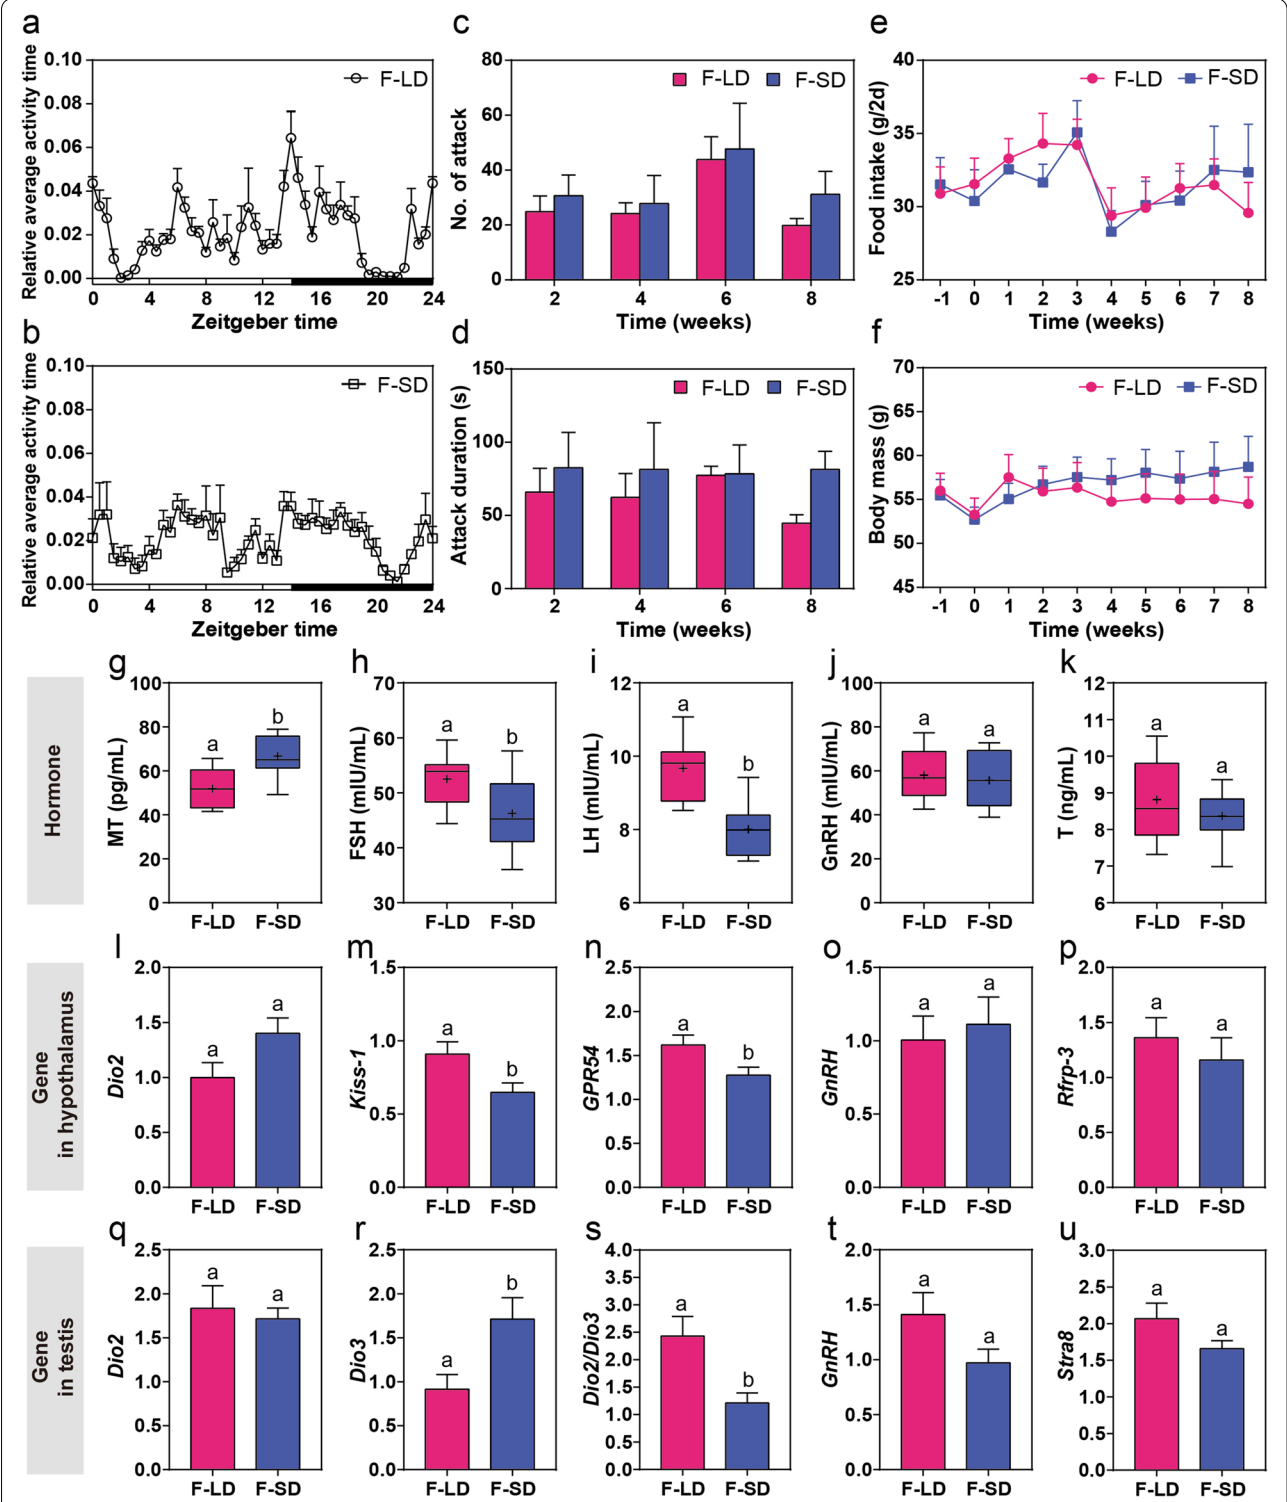 a
Relative average activity time
0.10
0.08
0.06
0.04
0.02
0.00
F-LD
0 4 8 12 16 20 24
Zeitgeber time
b
Relative average activity time
0.10
0.08
0.06
0.04
0.02
0.00
F-SD
0 4 8 12 16 20 24
Zeitgeber time
c
No. of attack
80
60
40
20
0
F-LD F-SD
2 4 6 8
Time (weeks)
d
Attack duration (s)
150
100
50
0
F-LD F-SD
2 4 6 8
Time (weeks)
e
Food intake (g/2d)
40
35
30
25
F-LD F-SD
-1 0 1 2 3 4 5 6 7 8
Time (weeks)
f
Body mass (g)
70
65
60
55
50
45
F-LD F-SD
-1 0 1 2 3 4 5 6 7 8
Time (weeks)
Hormone
g
MT (pg/mL)
100
80
60
40
20
0
a b
F-LD F-SD
h
FSH (mIU/mL)
70
60
50
40
30
a b
F-LD F-SD
i
LH (mIU/mL)
12
10
8
6
a b
F-LD F-SD
j
GnRH (mIU/mL)
100
80
60
40
20
0
a a
F-LD F-SD
k
T (ng/mL)
12
11
10
9
8
7
6
a a
F-LD F-SD
Gene
in hypothalamus
l
Dio2
2.0
1.5
1.0
0.5
0.0
a a
F-LD F-SD
m
Kiss-1
1.5
1.0
0.5
0.0
a b
F-LD F-SD
n
GPR54
2.5
2.0
1.5
1.0
0.5
0.0
a b
F-LD F-SD
o
GnRH
1.5
1.0
0.5
0.0
a a
F-LD F-SD
p
Rfrp-3
2.0
1.5
1.0
0.5
0.0
a a
F-LD F-SD
Gene
in testis
q
Dio2
2.5
2.0
1.5
1.0
0.5
0.0
a a
F-LD F-SD
r
Dio3
2.5
2.0
1.5
1.0
0.5
0.0
a b
F-LD F-SD
s
Dio2/Dio3
4.0
3.5
3.0
2.5
2.0
1.5
1.0
0.5
0.0
a b
F-LD F-SD
t
GnRH
2.0
1.5
1.0
0.5
0.0
a a
F-LD F-SD
u
Stra8
3.0
2.5
2.0
1.5
1.0
0.5
0.0
a a
F-LD F-SD